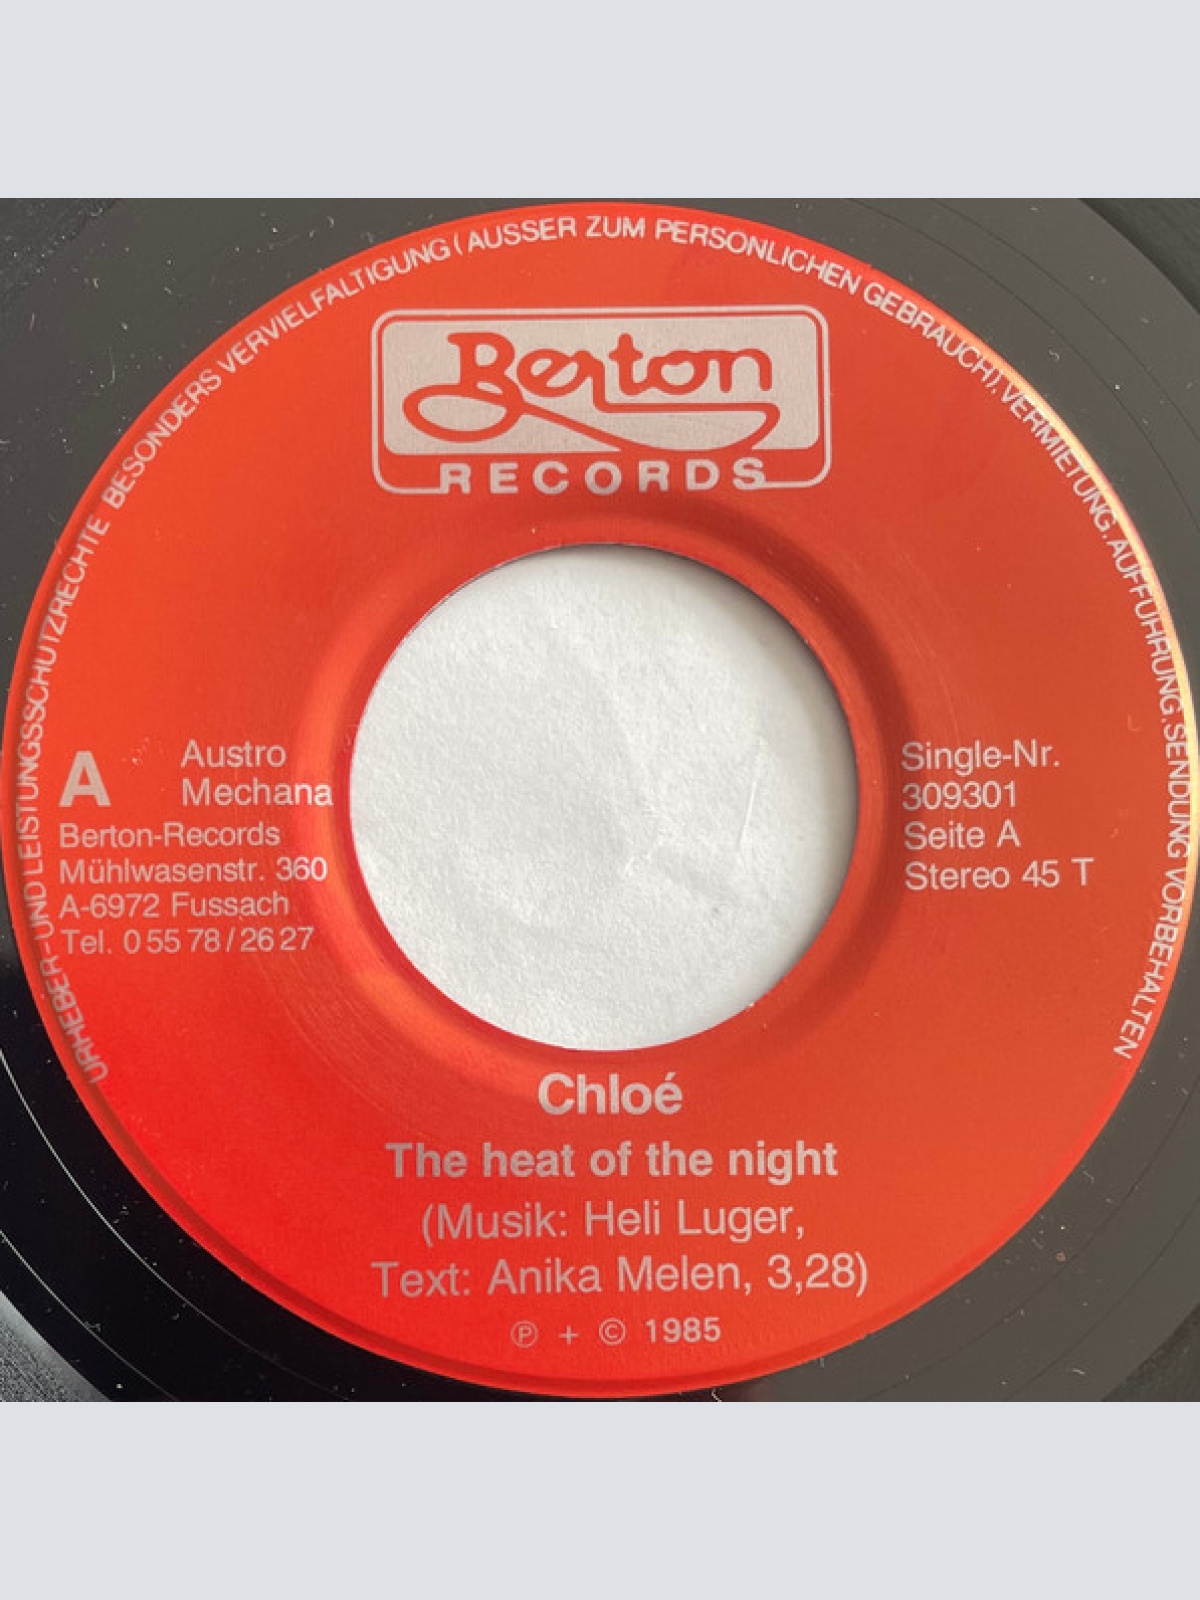 URHEBER-UND LEISTUNGSSCHUTZRECHTE BESONDERS VERVIELFALTIGUNG (AUSSER ZUM PERSONLICHEN GEBRAUCH). VERMIETUNG. AUFFUHRUNG. SENDUNG VORBEHALTEN
Berton
RECORDS
A
Austro
Mechana
Berton-Records
Mühlwasenstr. 360
A-6972 Fussach
Tel. 0 55 78 / 26 27
Single-Nr.
309301
Seite A
Stereo 45 T
Chloé
The heat of the night
(Musik: Heli Luger,
Text: Anika Melen, 3,28)
℗ + © 1985